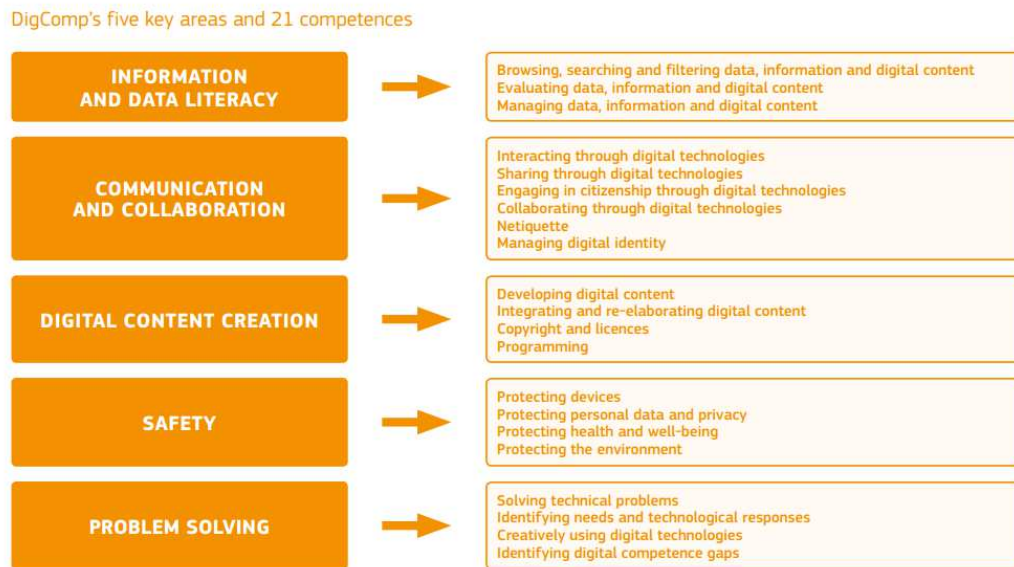 DigComp's five key areas and 21 competences
INFORMATION
AND DATA LITERACY
Browsing, searching and filtering data, information and digital content
Evaluating data, information and digital content
Managing data, information and digital content
COMMUNICATION
AND COLLABORATION
Interacting through digital technologies
Sharing through digital technologies
Engaging in citizenship through digital technologies
Collaborating through digital technologies
Netiquette
Managing digital identity
DIGITAL CONTENT CREATION
Developing digital content
Integrating and re-elaborating digital content
Copyright and licences
Programming
SAFETY
Protecting devices
Protecting personal data and privacy
Protecting health and well-being
Protecting the environment
PROBLEM SOLVING
Solving technical problems
Identifying needs and technological responses
Creatively using digital technologies
Identifying digital competence gaps